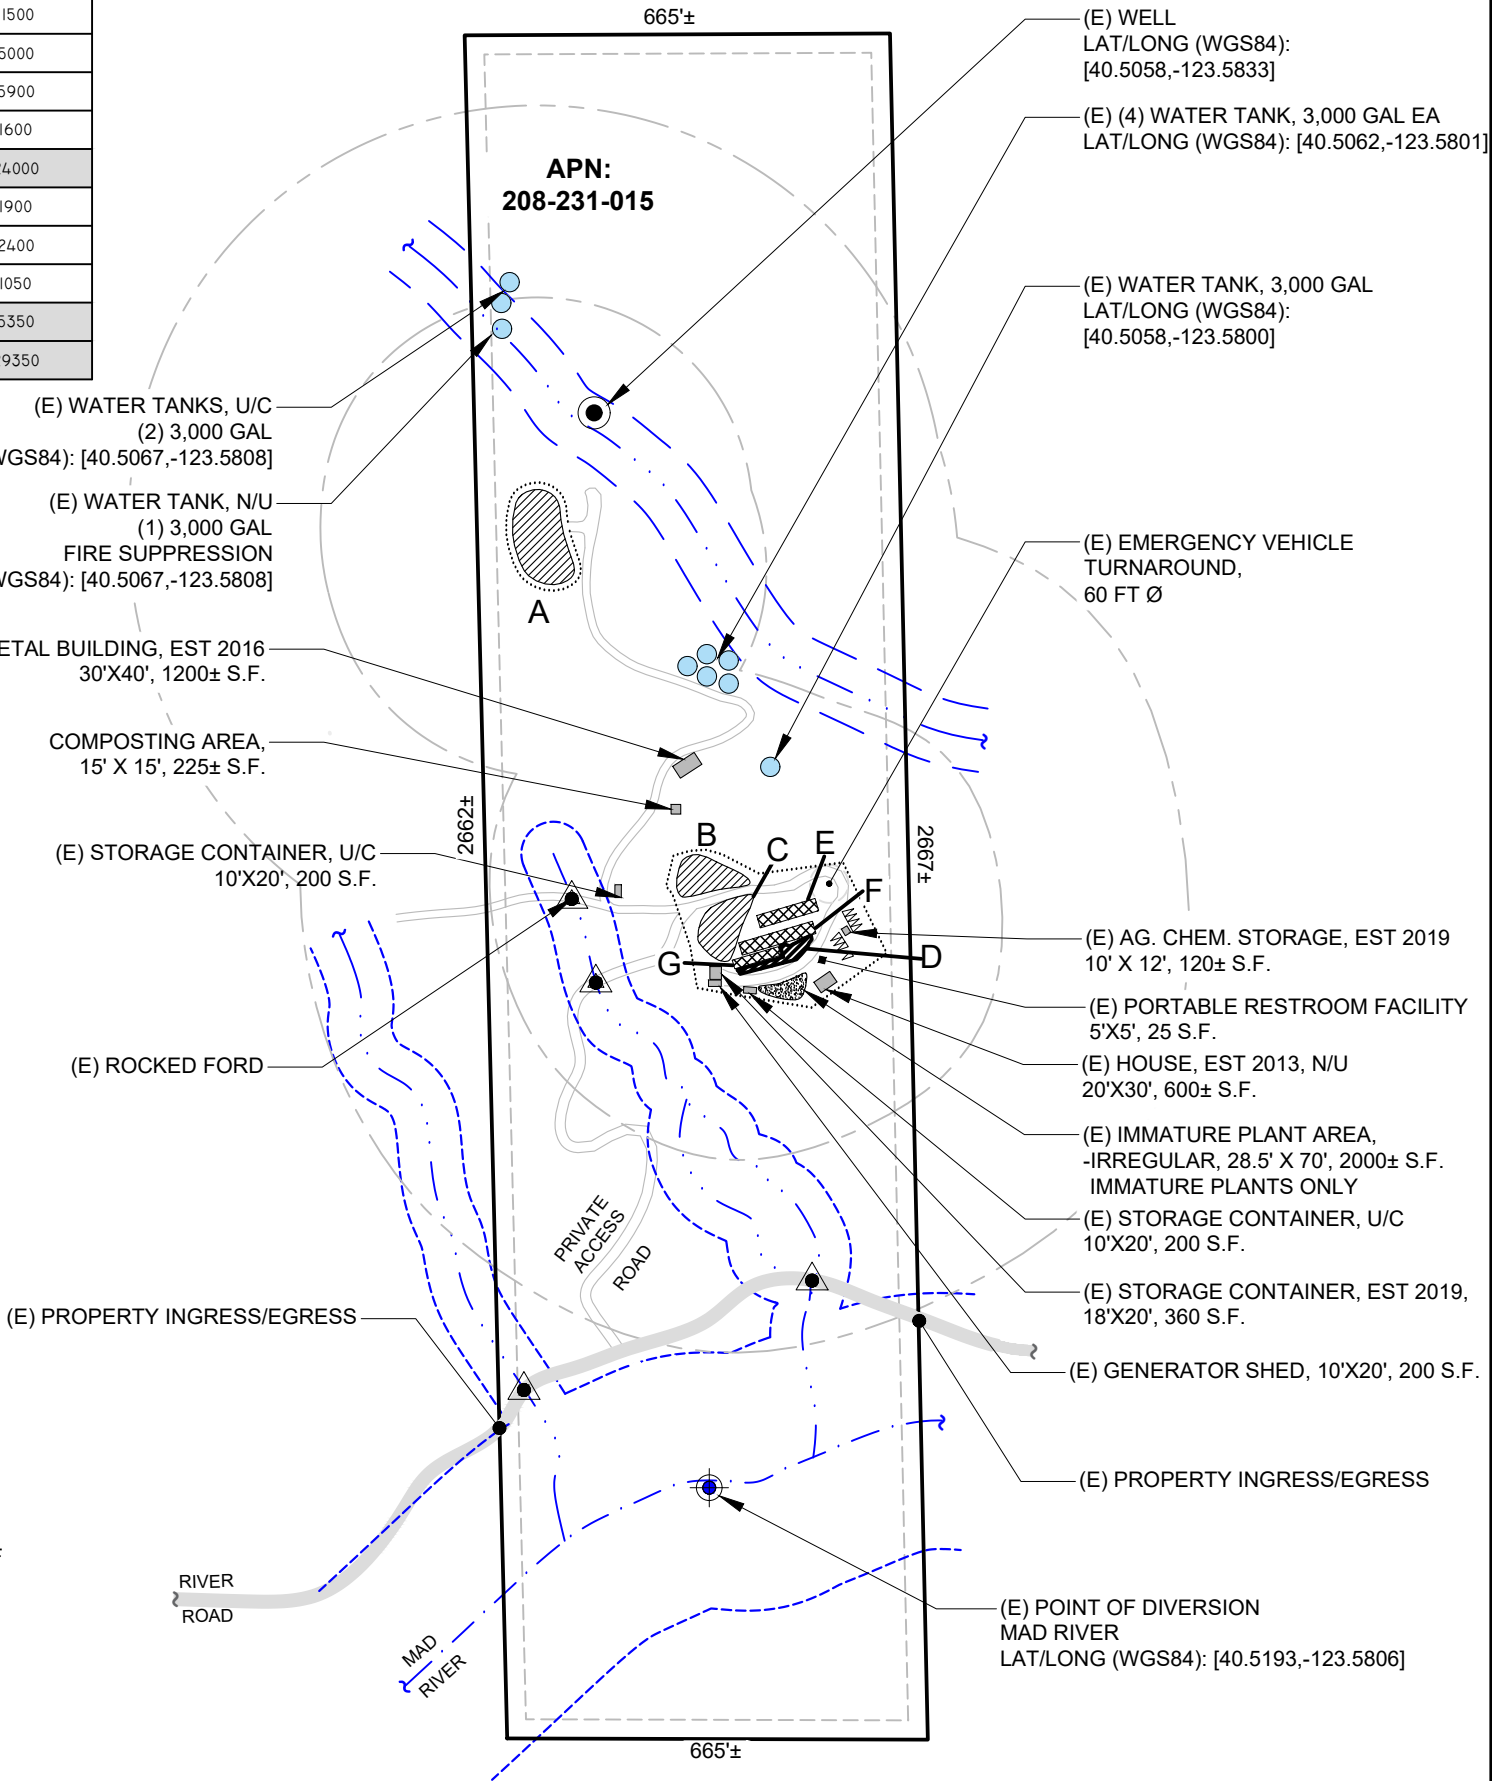 1500
5000
5900
1600
24000
1900
2400
1050
5350
29350
665'±
APN:
208-231-015
(E) WELL
LAT/LONG (WGS84):
[40.5058,-123.5833]
(E) (4) WATER TANK, 3,000 GAL EA
LAT/LONG (WGS84): [40.5062,-123.5801]
(E) WATER TANK, 3,000 GAL
LAT/LONG (WGS84):
[40.5058,-123.5800]
(E) WATER TANKS, U/C
(2) 3,000 GAL
WGS84): [40.5067,-123.5808]
(E) WATER TANK, N/U
(1) 3,000 GAL
FIRE SUPPRESSION
WGS84): [40.5067,-123.5808]
(E) EMERGENCY VEHICLE
TURNAROUND,
60 FT Ø
A
ETAL BUILDING, EST 2016
30'X40', 1200± S.F.
COMPOSTING AREA,
15' X 15', 225± S.F.
2662±
2667±
(E) STORAGE CONTAINER, U/C
10'X20', 200 S.F.
B
C
E
F
G
D
(E) AG. CHEM. STORAGE, EST 2019
10' X 12', 120± S.F.
(E) PORTABLE RESTROOM FACILITY
5'X5', 25 S.F.
(E) ROCKED FORD
(E) HOUSE, EST 2013, N/U
20'X30', 600± S.F.
(E) IMMATURE PLANT AREA,
-IRREGULAR, 28.5' X 70', 2000± S.F.
IMMATURE PLANTS ONLY
(E) STORAGE CONTAINER, U/C
10'X20', 200 S.F.
PRIVATE
ACCESS
ROAD
(E) STORAGE CONTAINER, EST 2019,
18'X20', 360 S.F.
(E) PROPERTY INGRESS/EGRESS
(E) GENERATOR SHED, 10'X20', 200 S.F.
(E) PROPERTY INGRESS/EGRESS
RIVER
ROAD
MAD
RIVER
(E) POINT OF DIVERSION
MAD RIVER
LAT/LONG (WGS84): [40.5193,-123.5806]
665'±